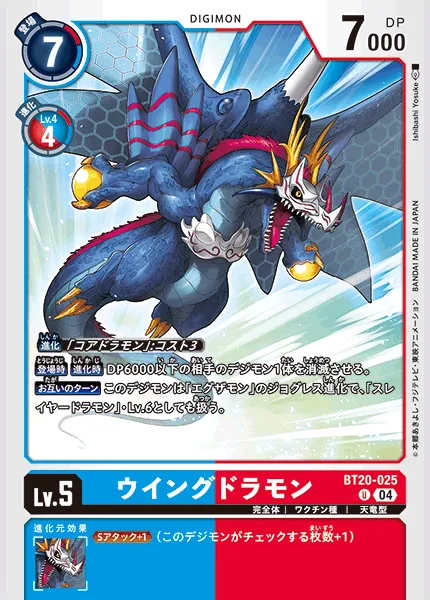 DIGIMON
登場
7
7000
DP
進化
Lv.4
4
Ishibashi Yosuke
©本郷あきよし・フジテレビ・東映アニメーション BANDAI MADE IN JAPAN
進化「コアドラモン」:コスト3
登場時 進化時 DP6000以下の相手のデジモン1体を消滅させる。
お互いのターン このデジモンは「エグザモン」のジョグレス進化で、「スレ
イヤードラモン」・Lv.6としても扱う。
Lv.5
ウイングドラモン
BT20-025
U 04
完全体 ワクチン種 天竜型
進化元効果
Sアタック+1 (このデジモンがチェックする枚数+1)